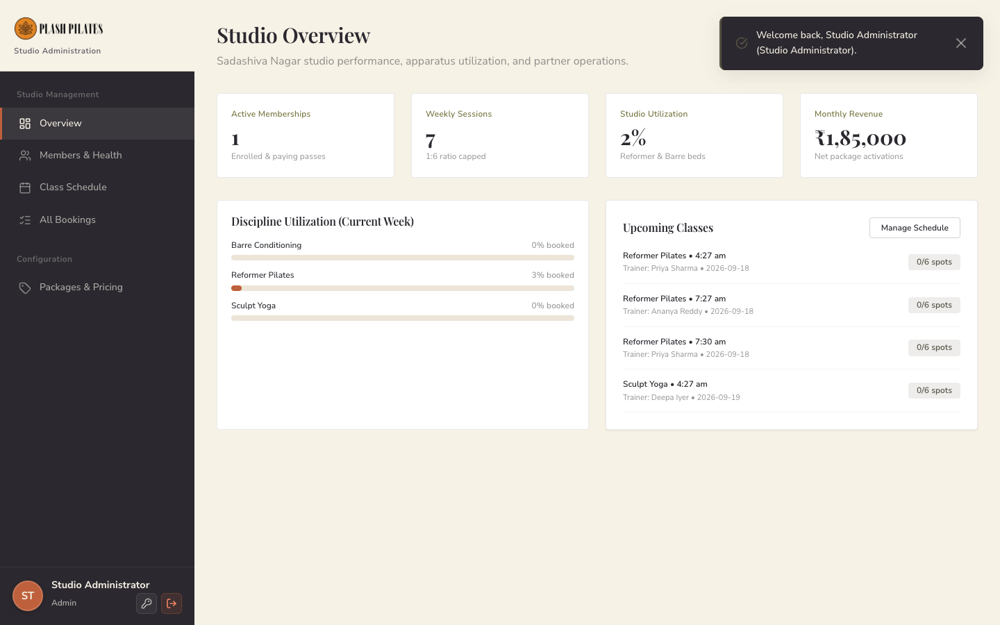 PLASH PILATES
Studio Administration
Studio Management
Overview
Members & Health
Class Schedule
All Bookings
Configuration
Packages & Pricing
ST
Studio Administrator
Admin
Studio Overview
Sadashiva Nagar studio performance, apparatus utilization, and partner operations.
Welcome back, Studio Administrator
(Studio Administrator).
Active Memberships
1
Enrolled & paying passes
Weekly Sessions
7
1:6 ratio capped
Studio Utilization
2%
Reformer & Barre beds
Monthly Revenue
₹1,85,000
Net package activations
Discipline Utilization (Current Week)
Barre Conditioning 0% booked
Reformer Pilates 3% booked
Sculpt Yoga 0% booked
Upcoming Classes
Manage Schedule
Reformer Pilates • 4:27 am
Trainer: Priya Sharma • 2026-09-18
0/6 spots
Reformer Pilates • 7:27 am
Trainer: Ananya Reddy • 2026-09-18
0/6 spots
Reformer Pilates • 7:30 am
Trainer: Priya Sharma • 2026-09-18
0/6 spots
Sculpt Yoga • 4:27 am
Trainer: Deepa Iyer • 2026-09-19
0/6 spots